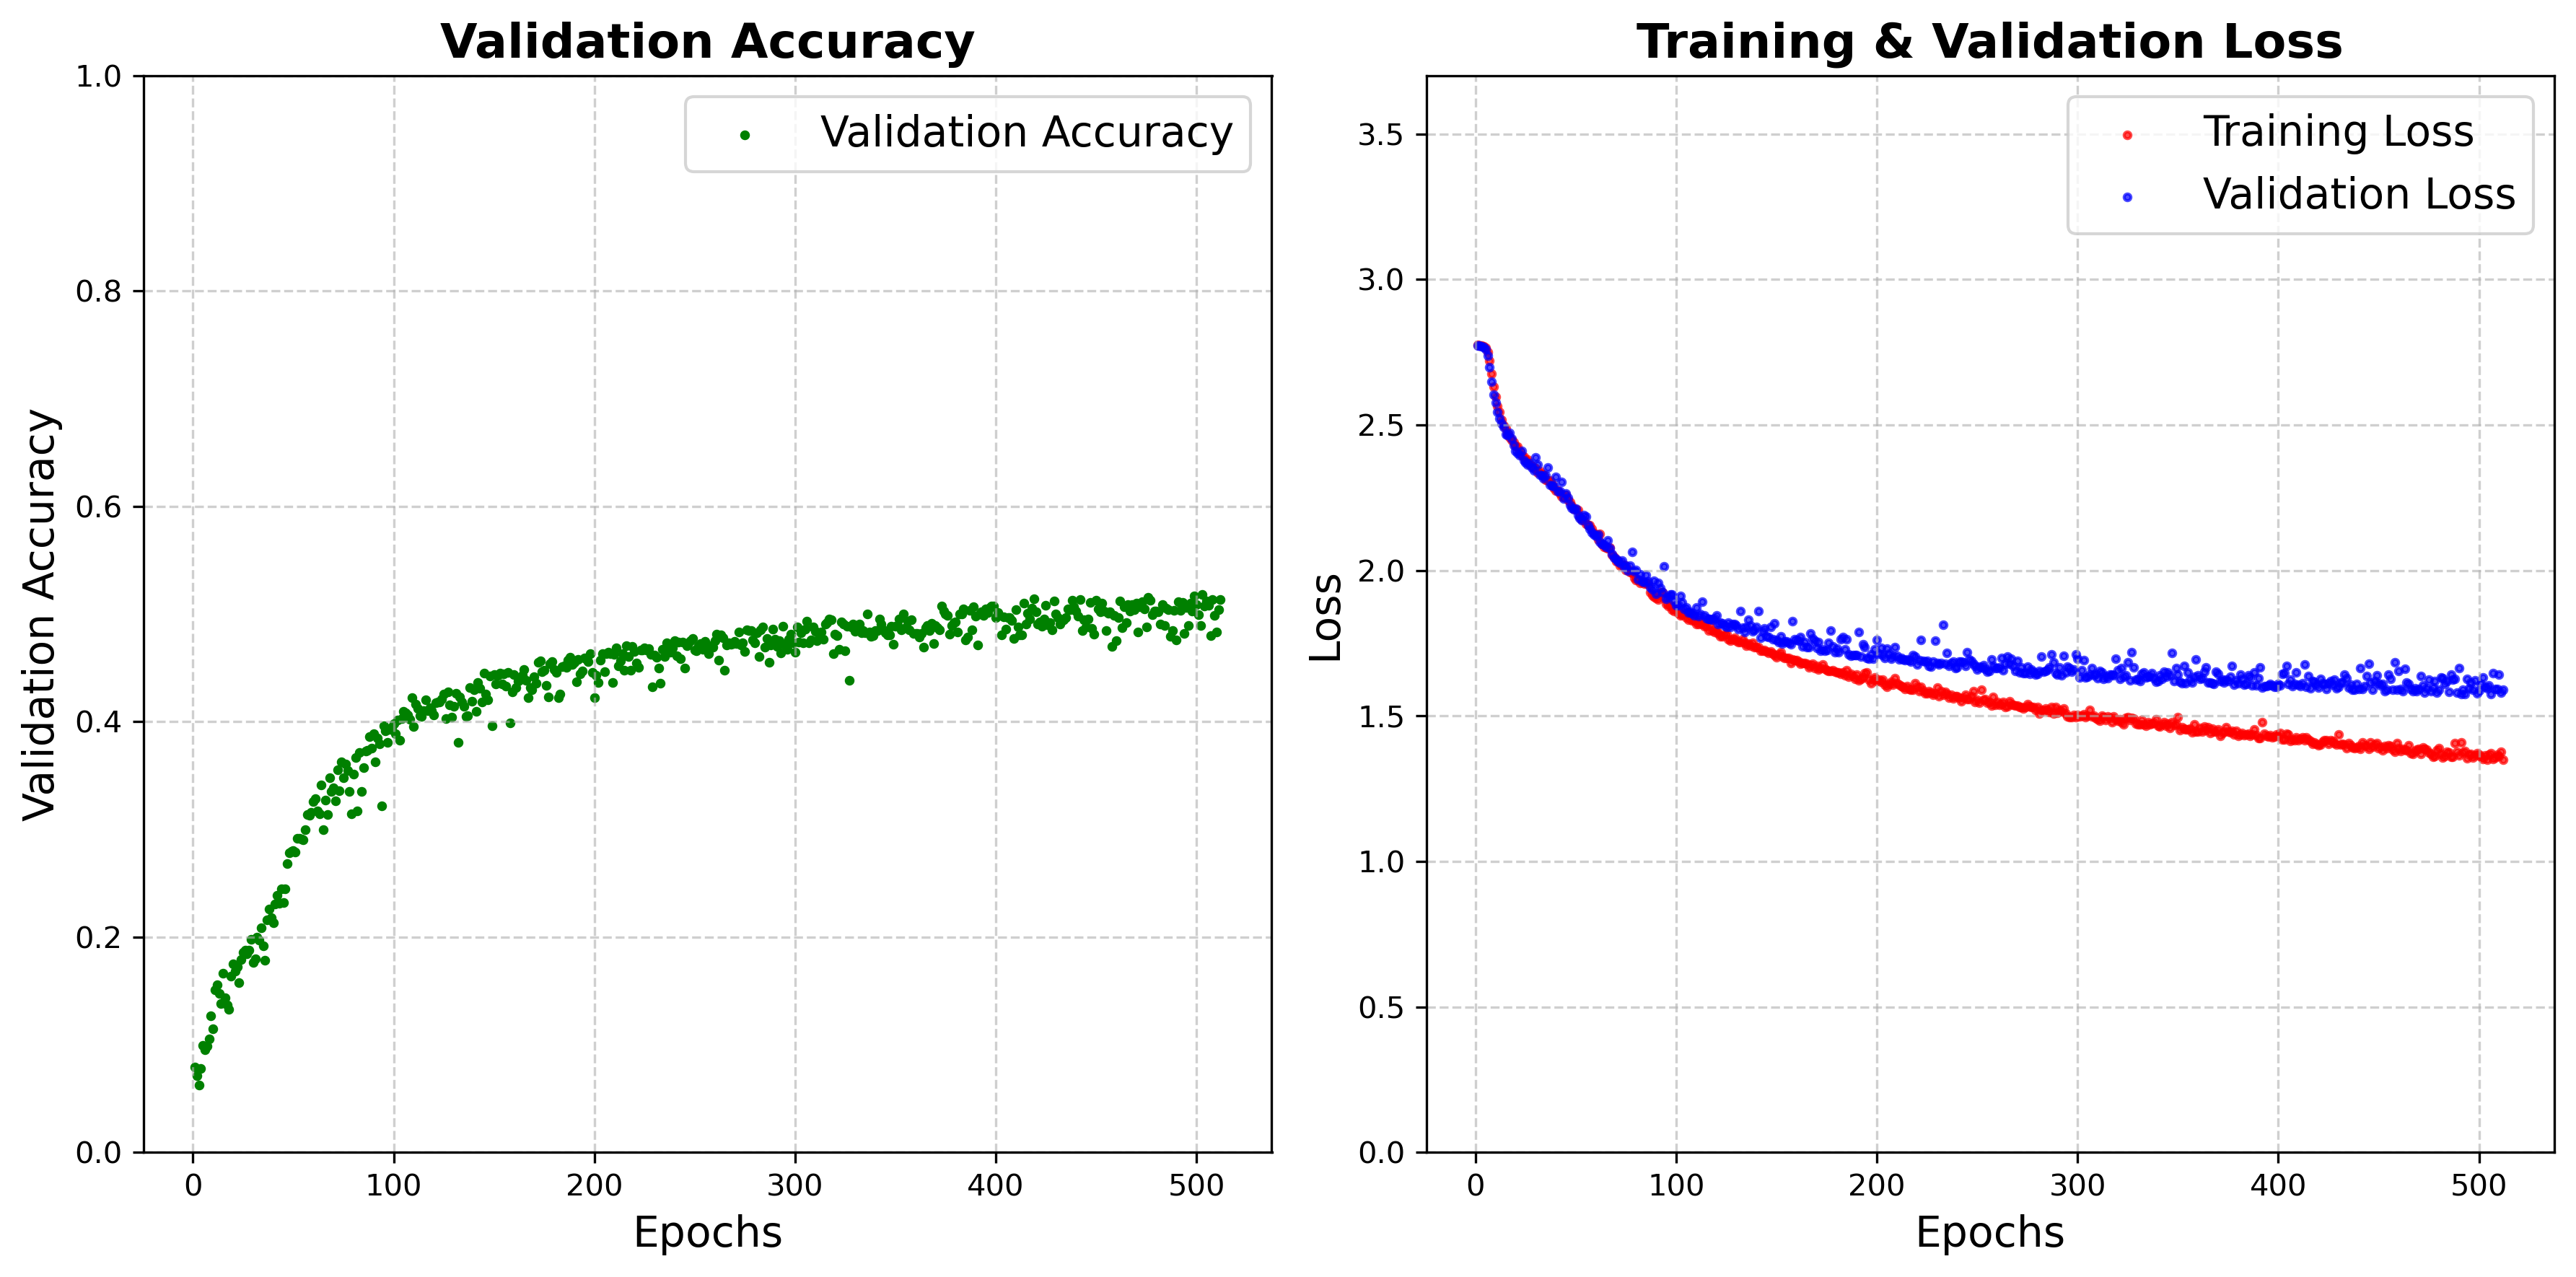 Validation Accuracy
Validation Accuracy
1.0
0.8
0.6
0.4
0.2
0.0
Validation Accuracy
0 100 200 300 400 500
Epochs
Training & Validation Loss
Training Loss
Validation Loss
3.5
3.0
2.5
2.0
1.5
1.0
0.5
0.0
Loss
0 100 200 300 400 500
Epochs